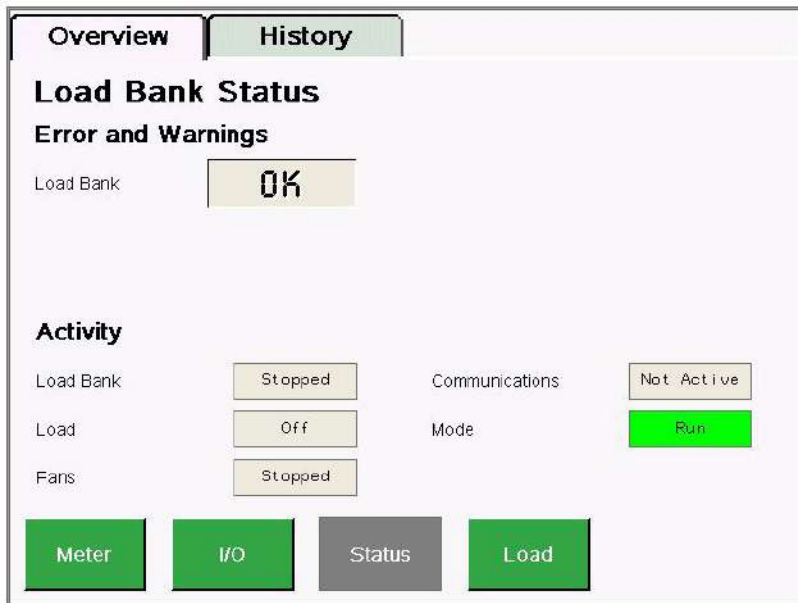 Overview History
Load Bank Status
Error and Warnings
Load Bank OK
Activity
Load Bank Stopped Communications Not Active
Load Off Mode Run
Fans Stopped
Meter I/O Status Load